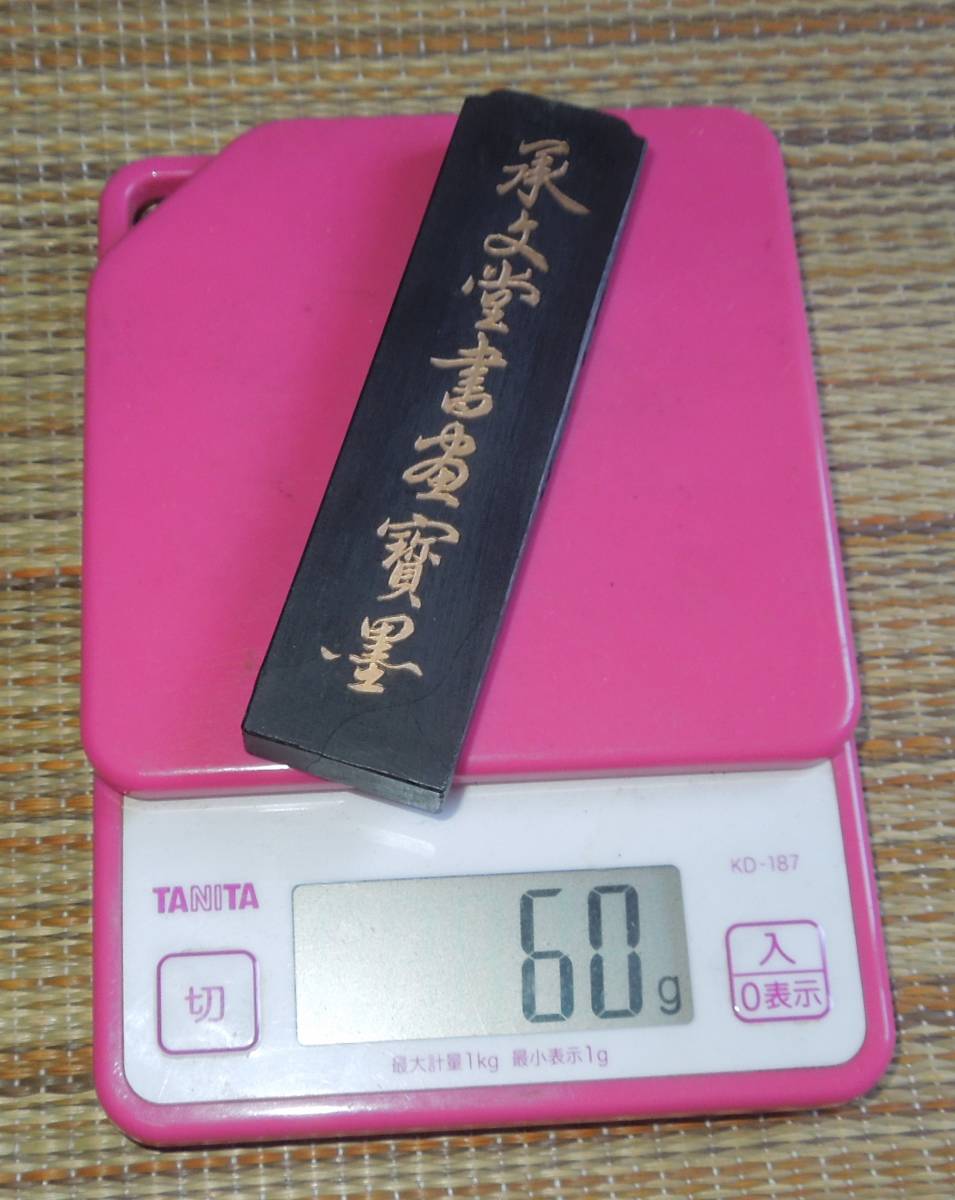 承文堂書畫寶墨
KD-187
TANITA
60g
切
入
0表示
最大計量1kg 最小表示1g